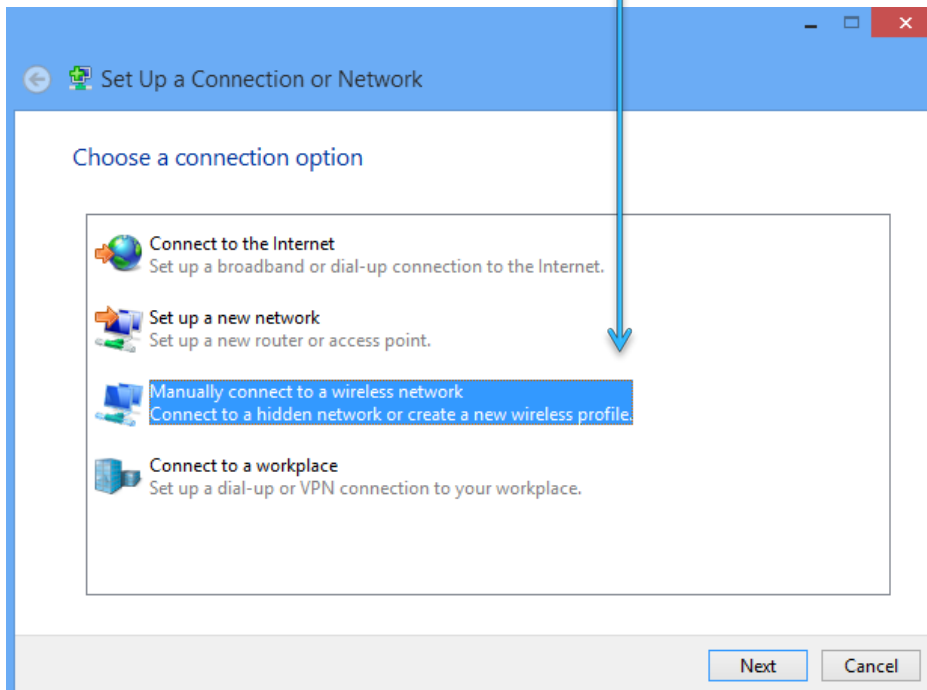 Set Up a Connection or Network
Choose a connection option
Connect to the Internet
Set up a broadband or dial-up connection to the Internet.
Set up a new network
Set up a new router or access point.
Manually connect to a wireless network
Connect to a hidden network or create a new wireless profile.
Connect to a workplace
Set up a dial-up or VPN connection to your workplace.
Next Cancel